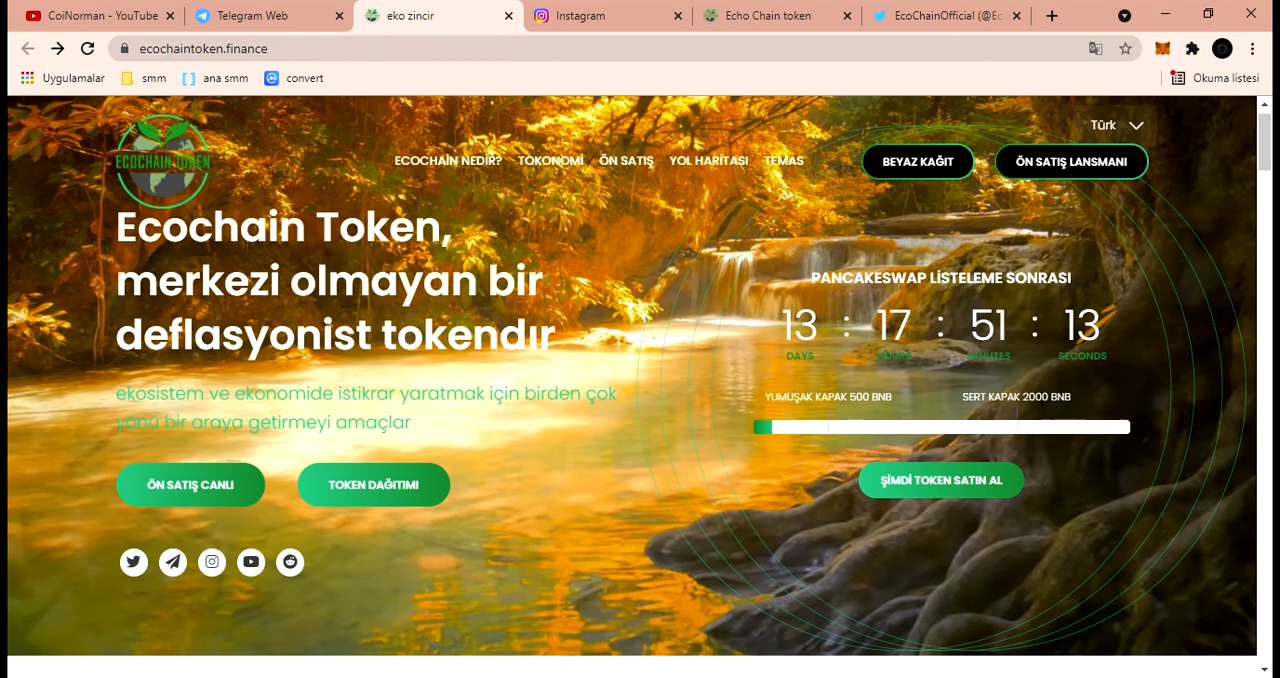 CoiNorman - YouTube
Telegram Web
eko zincir
Instagram
Echo Chain token
EcoChainOfficial (@Ec
ecochaintoken.finance
Uygulamalar
smm
ana smm
convert
Okuma listesi
Türk
ECOCHAIN TOKEN
ECOCHAİN NEDİR?
TOKONOMİ
ÖN SATIŞ
YOL HARİTASI
TEMAS
BEYAZ KAĞIT
ÖN SATIŞ LANSMANI
Ecochain Token,
merkezi olmayan bir
deflasyonist tokendır
ekosistem ve ekonomide istikrar yaratmak için birden çok
yönü bir araya getirmeyi amaçlar
ÖN SATIŞ CANLI
TOKEN DAĞITIMI
PANCAKESWAP LİSTELEME SONRASI
13 : 17 : 51 : 13
DAYS HOURS MINUTES SECONDS
YUMUŞAK KAPAK 500 BNB
SERT KAPAK 2000 BNB
ŞİMDİ TOKEN SATIN AL